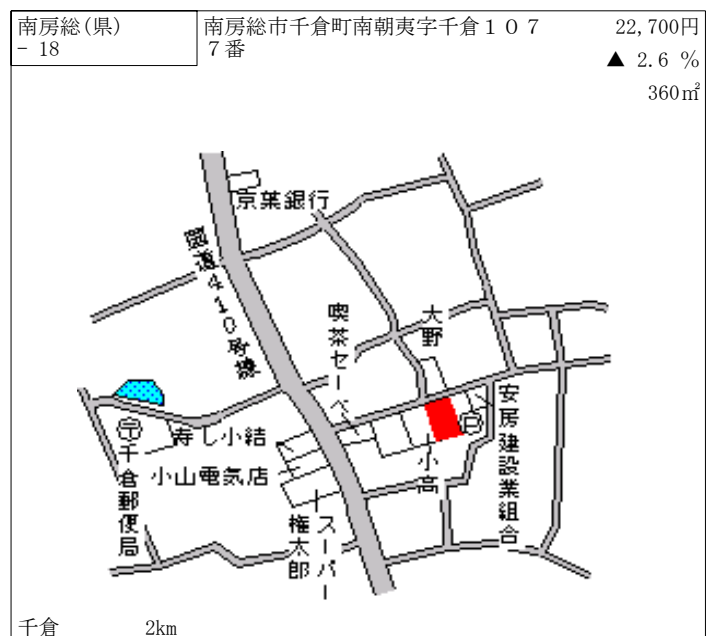 南房総(県)
- 18
南房総市千倉町南朝夷字千倉１０７
７番
22,700円
▲ 2.6 %
360㎡
京葉銀行
国道410号線
喫茶セーベ
大野
安房建設業組合
P
小高
寿し小結
小山電気店
スーパー
権太郎
〒
千倉郵便局
千倉 2km